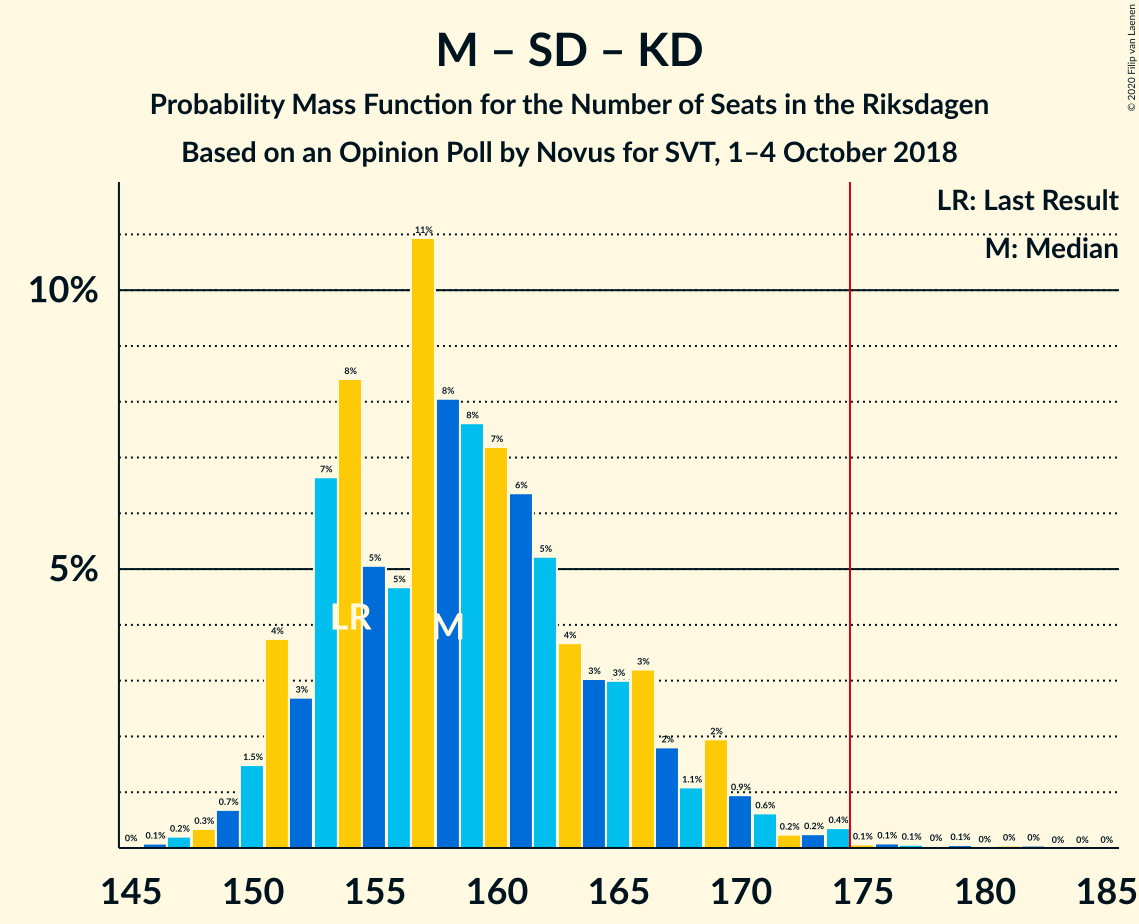 M – SD – KD
Probability Mass Function for the Number of Seats in the Riksdagen
Based on an Opinion Poll by Novus for SVT, 1–4 October 2018
© 2020 Filip van Laenen
LR: Last Result
M: Median
10%
5%
0% 0.1% 0.2% 0.3% 0.7% 1.5% 4% 3% 7% 8% 5% 5% 11% 8% 8% 7% 6% 5% 4% 3% 3% 3% 2% 1.1% 2% 0.9% 0.6% 0.2% 0.2% 0.4% 0.1% 0.1% 0.1% 0% 0.1% 0% 0% 0% 0% 0% 0%
LR
M
145 150 155 160 165 170 175 180 185